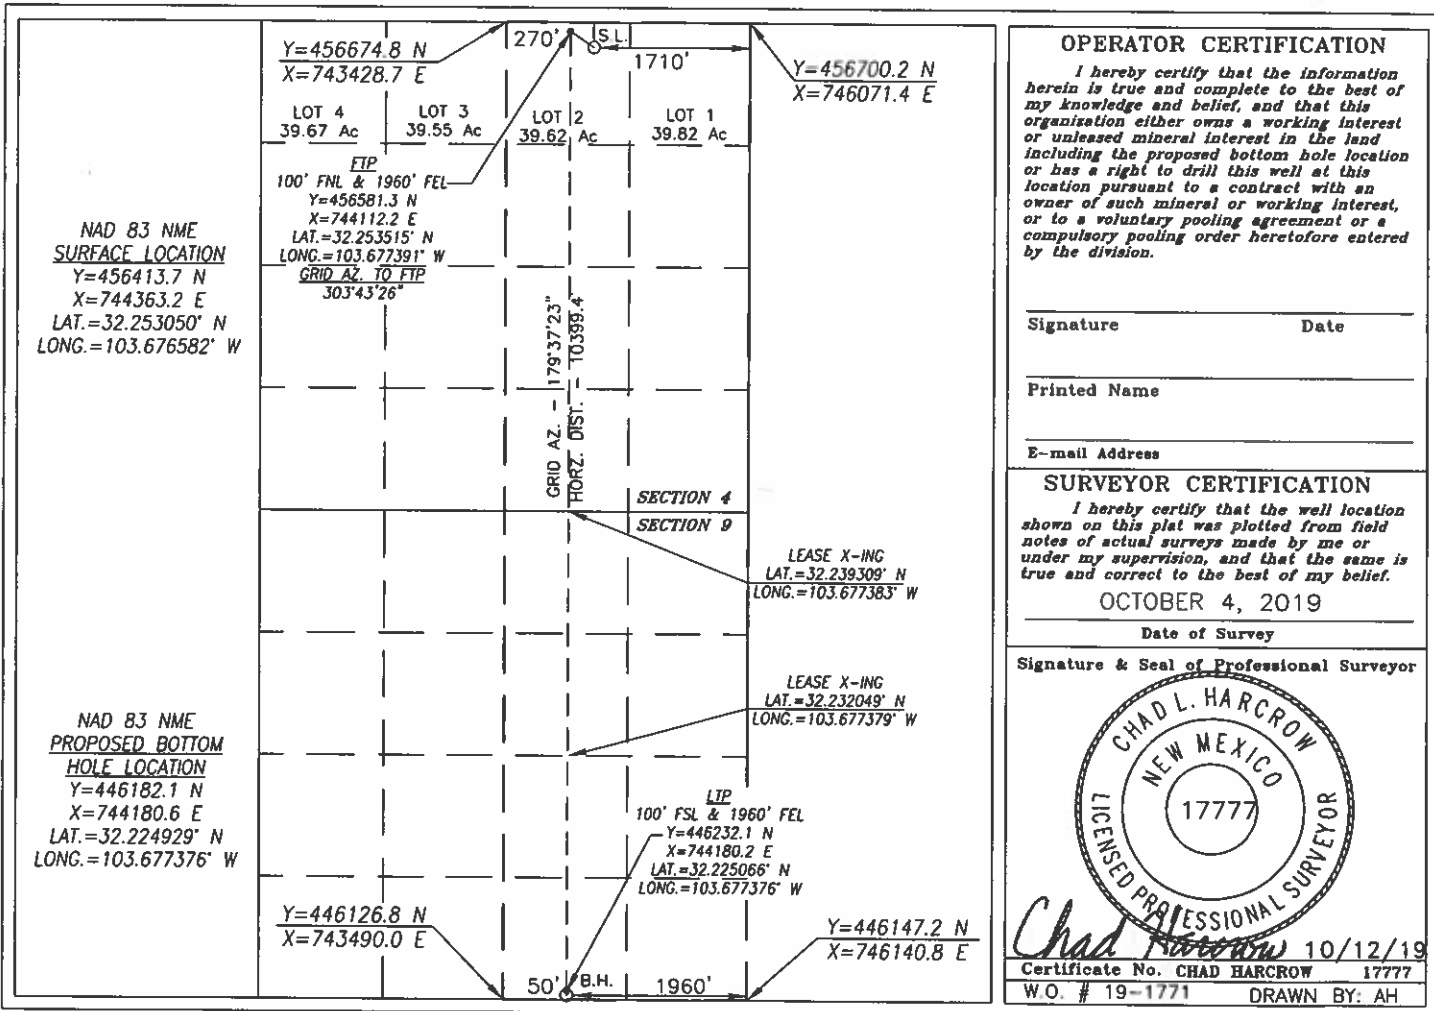 Y=456674.8 N
X=743428.7 E
270'
S.L.
1710'
Y=456700.2 N
X=746071.4 E
LOT 4
39.67 Ac
LOT 3
39.55 Ac
LOT 2
39.62 Ac
LOT 1
39.82 Ac
FTP
100' FNL & 1960' FEL
Y=456581.3 N
X=744112.2 E
LAT.=32.253515° N
LONG.=103.677391° W
GRID AZ. TO FTP
303°43'26"
NAD 83 NME
SURFACE LOCATION
Y=456413.7 N
X=744363.2 E
LAT.=32.253050° N
LONG.=103.676582° W
GRID AZ. - 179°37'23"
HORZ. DIST. - 10399.4'
SECTION 4
SECTION 9
LEASE X-ING
LAT.=32.239309° N
LONG.=103.677383° W
LEASE X-ING
LAT.=32.232049° N
LONG.=103.677379° W
NAD 83 NME
PROPOSED BOTTOM
HOLE LOCATION
Y=446182.1 N
X=744180.6 E
LAT.=32.224929° N
LONG.=103.677376° W
LTP
100' FSL & 1960' FEL
Y=446232.1 N
X=744180.2 E
LAT.=32.225066° N
LONG.=103.677376° W
Y=446126.8 N
X=743490.0 E
Y=446147.2 N
X=746140.8 E
50'
B.H.
1960'
OPERATOR CERTIFICATION
I hereby certify that the information
herein is true and complete to the best of
my knowledge and belief, and that this
organization either owns a working interest
or unleased mineral interest in the land
including the proposed bottom hole location
or has a right to drill this well at this
location pursuant to a contract with an
owner of such mineral or working interest,
or to a voluntary pooling agreement or a
compulsory pooling order heretofore entered
by the division.
Signature Date
Printed Name
E-mail Address
SURVEYOR CERTIFICATION
I hereby certify that the well location
shown on this plat was plotted from field
notes of actual surveys made by me or
under my supervision, and that the same is
true and correct to the best of my belief.
OCTOBER 4, 2019
Date of Survey
Signature & Seal of Professional Surveyor
CHAD L. HARCROW
NEW MEXICO
17777
LICENSED PROFESSIONAL SURVEYOR
Chad Harcrow 10/12/19
Certificate No. CHAD HARCROW 17777
W.O. # 19-1771 DRAWN BY: AH